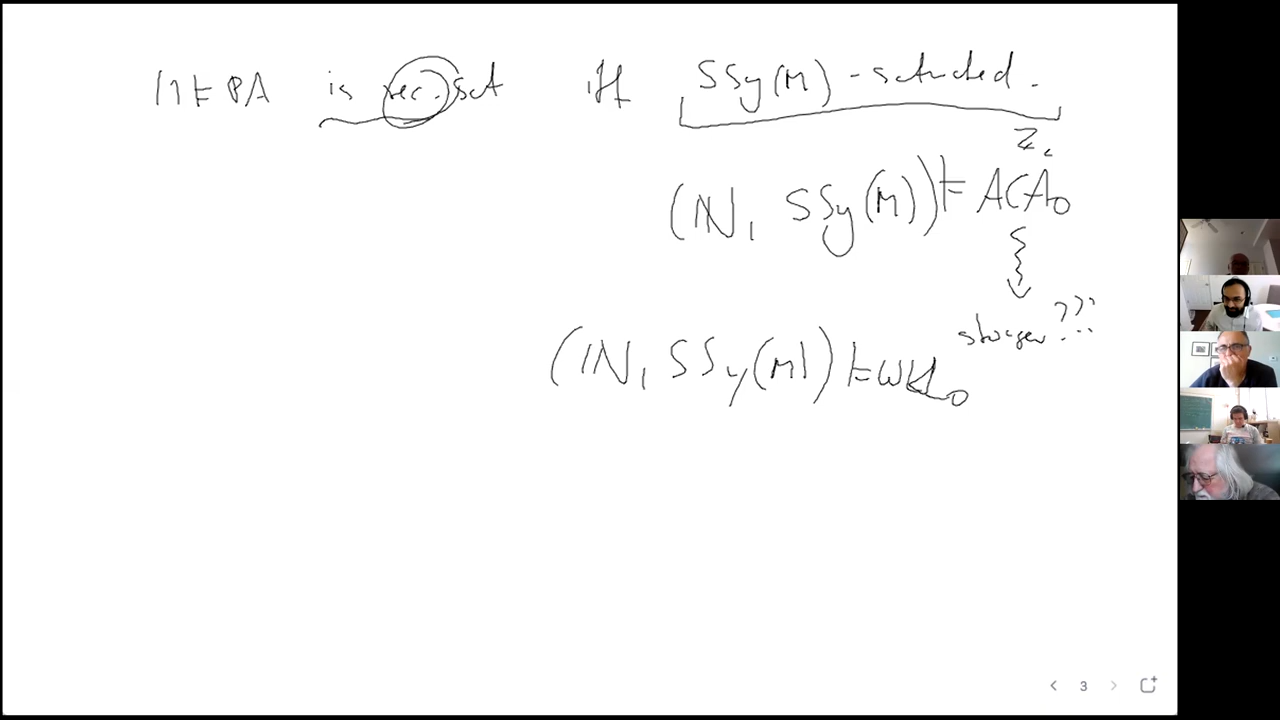 M ⊨ PA is rec. sat iff SSy(M) - saturated.
Z₂
(ℕ, SSy(M)) ⊨ ACA₀
stronger ???
(ℕ, SSy(M)) ⊨ WKL₀
3